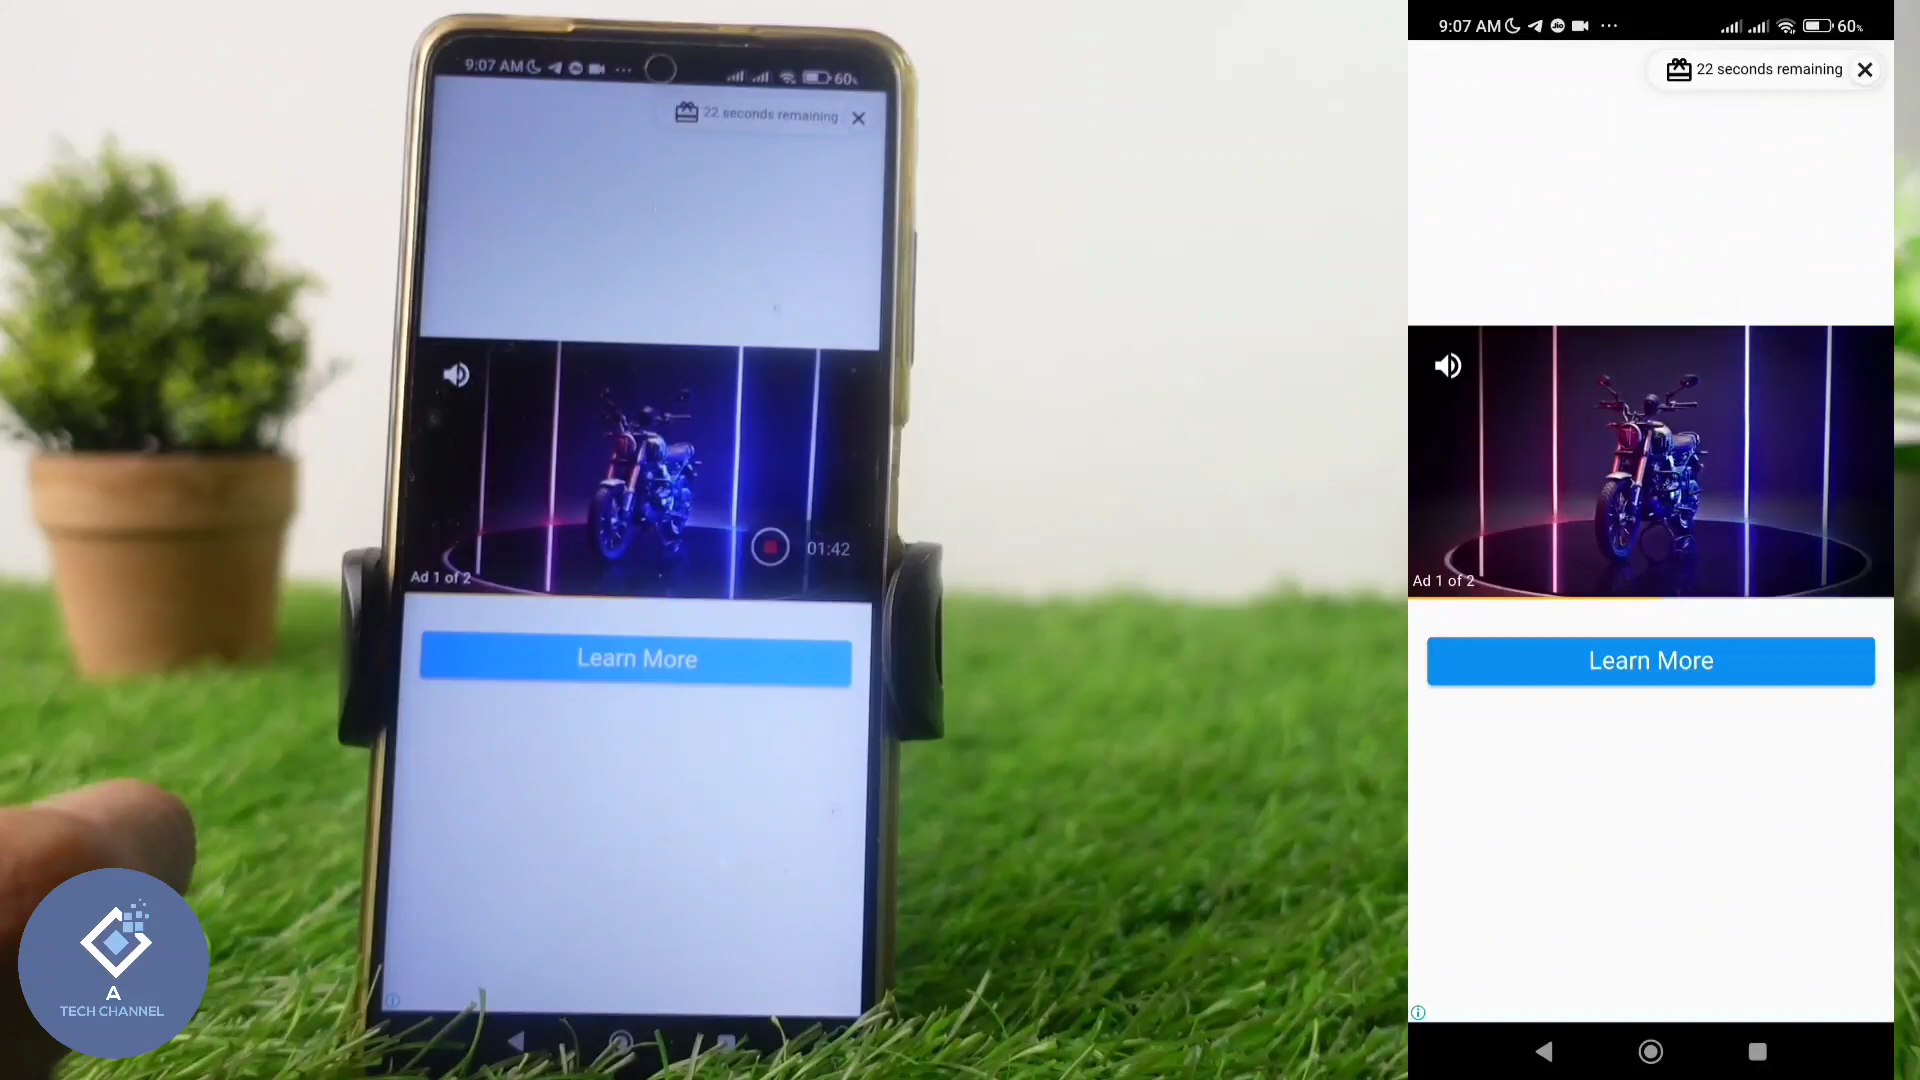 9:07 AM ... 60%
22 seconds remaining
01:42
Ad 1 of 2
Learn More
A
TECH CHANNEL
9:07 AM Jio ... 60%
22 seconds remaining
Ad 1 of 2
Learn More